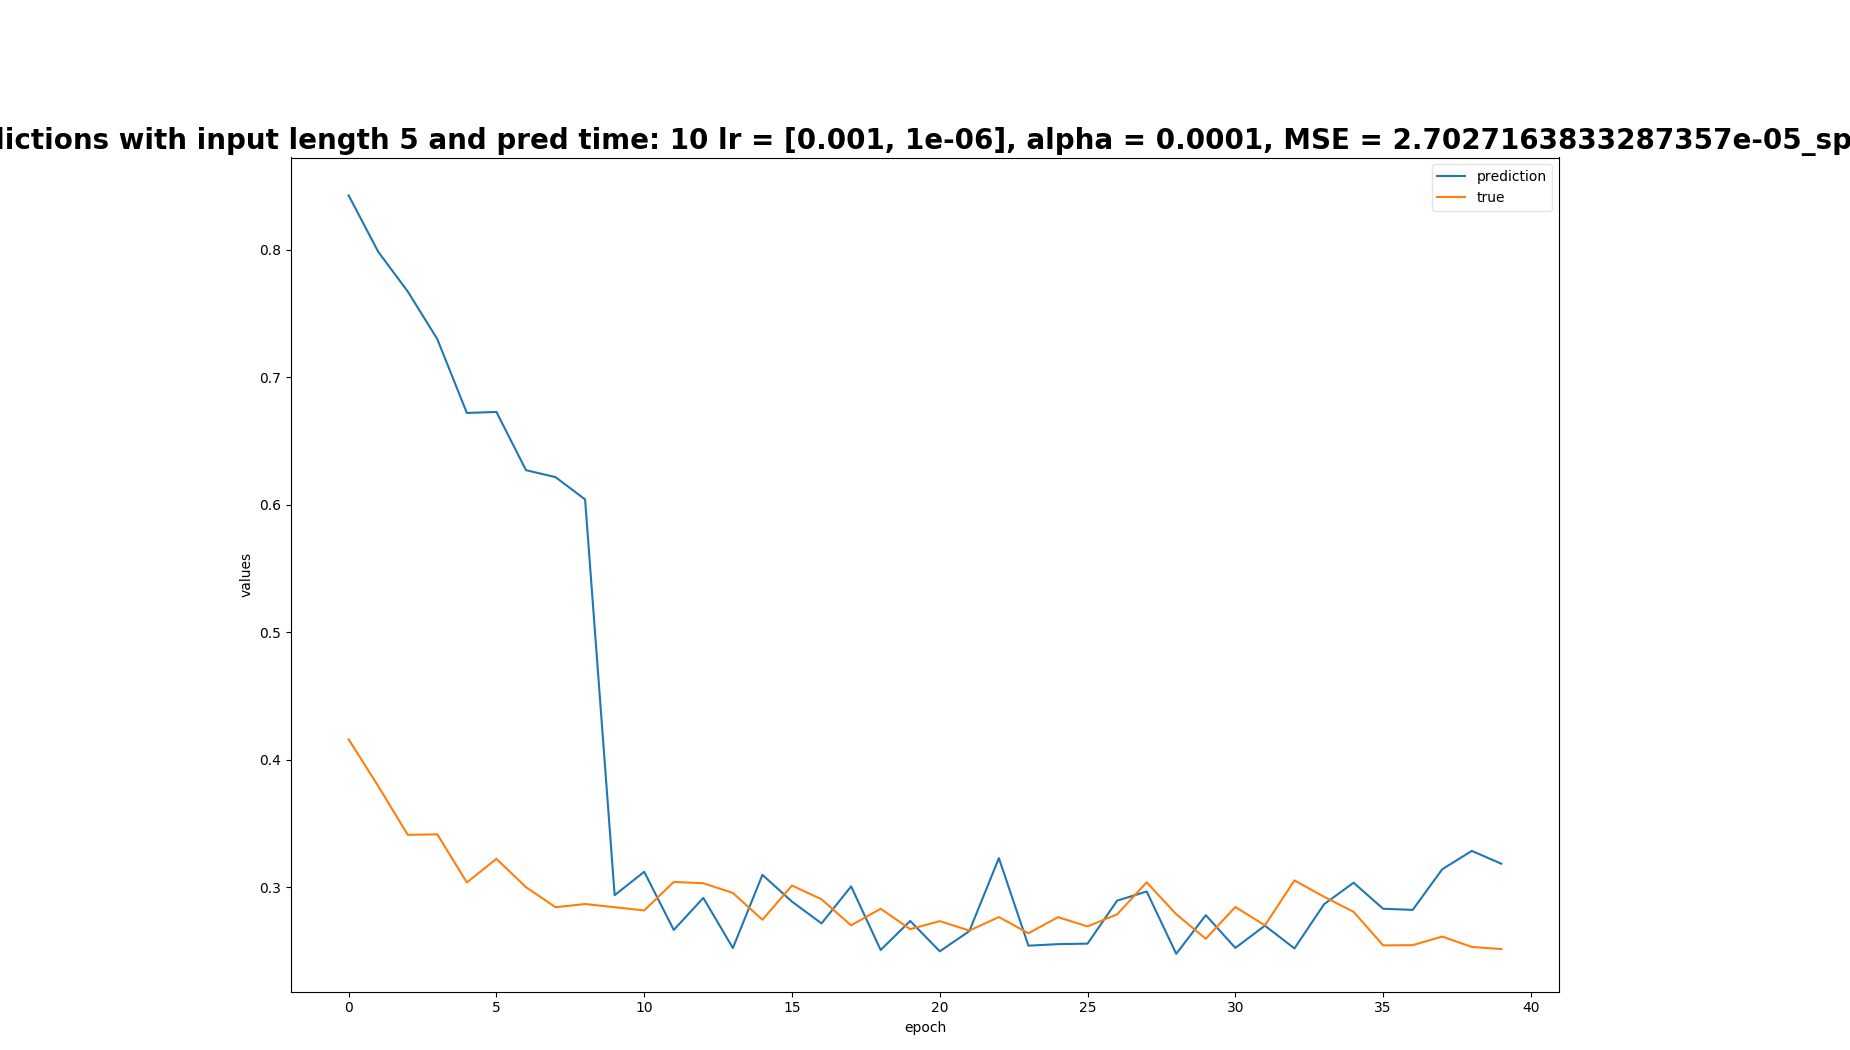 dictions with input length 5 and pred time: 10 lr = [0.001, 1e-06], alpha = 0.0001, MSE = 2.7027163833287357e-05_sp
prediction
true
0.8
0.7
0.6
0.5
0.4
0.3
values
0 5 10 15 20 25 30 35 40
epoch